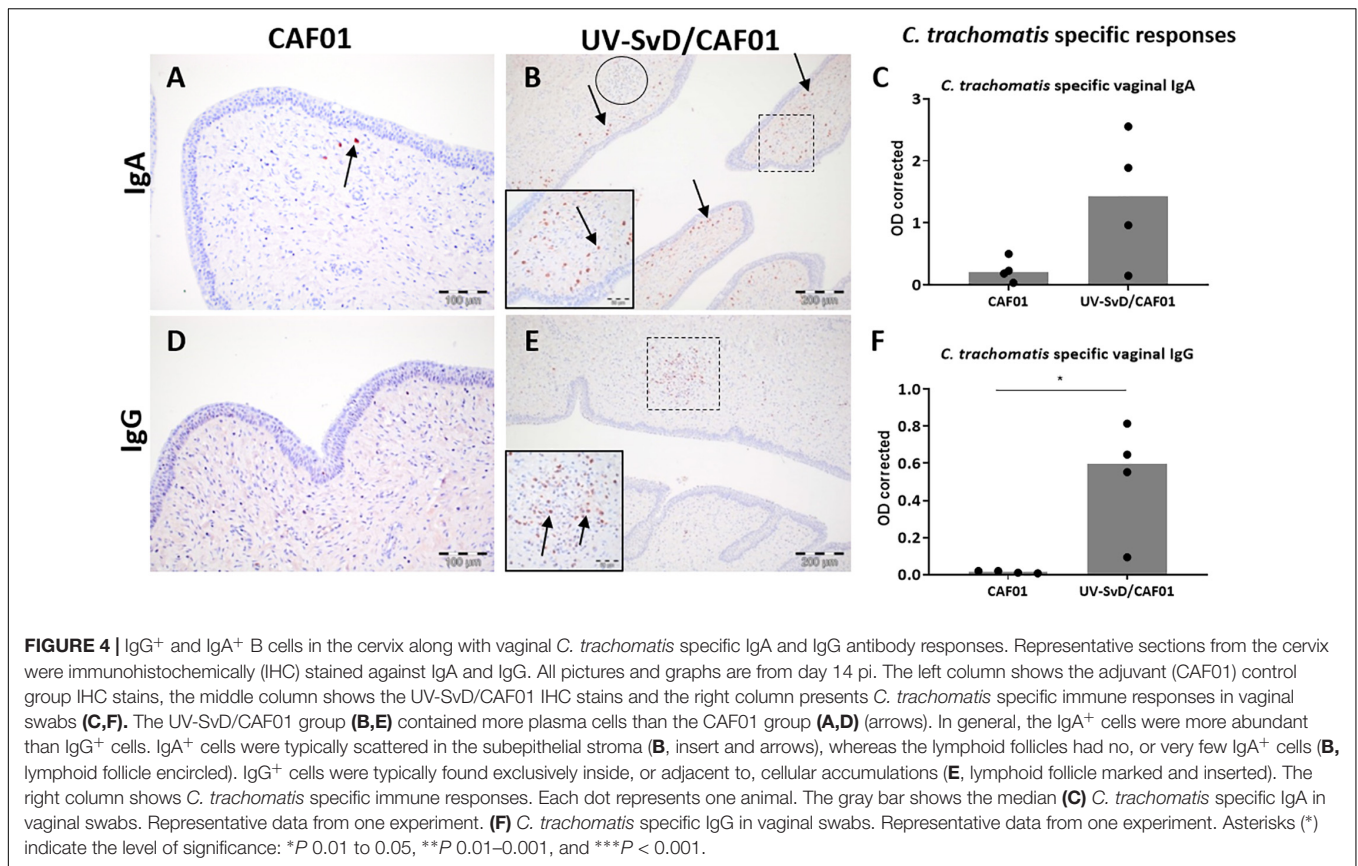 CAF01
UV-SvD/CAF01
C. trachomatis specific responses
IgA
A
100 µm
B
200 µm
C
C. trachomatis specific vaginal IgA
OD corrected
3
2
1
0
CAF01
UV-SvD/CAF01
IgG
D
100 µm
E
200 µm
F
C. trachomatis specific vaginal IgG
*
OD corrected
1.0
0.8
0.6
0.4
0.2
0.0
CAF01
UV-SvD/CAF01
FIGURE 4 | IgG+ and IgA+ B cells in the cervix along with vaginal C. trachomatis specific IgA and IgG antibody responses. Representative sections from the cervix
were immunohistochemically (IHC) stained against IgA and IgG. All pictures and graphs are from day 14 pi. The left column shows the adjuvant (CAF01) control
group IHC stains, the middle column shows the UV-SvD/CAF01 IHC stains and the right column presents C. trachomatis specific immune responses in vaginal
swabs (C,F). The UV-SvD/CAF01 group (B,E) contained more plasma cells than the CAF01 group (A,D) (arrows). In general, the IgA+ cells were more abundant
than IgG+ cells. IgA+ cells were typically scattered in the subepithelial stroma (B, insert and arrows), whereas the lymphoid follicles had no, or very few IgA+ cells (B,
lymphoid follicle encircled). IgG+ cells were typically found exclusively inside, or adjacent to, cellular accumulations (E, lymphoid follicle marked and inserted). The
right column shows C. trachomatis specific immune responses. Each dot represents one animal. The gray bar shows the median (C) C. trachomatis specific IgA in
vaginal swabs. Representative data from one experiment. (F) C. trachomatis specific IgG in vaginal swabs. Representative data from one experiment. Asterisks (*)
indicate the level of significance: *P 0.01 to 0.05, **P 0.01–0.001, and ***P < 0.001.